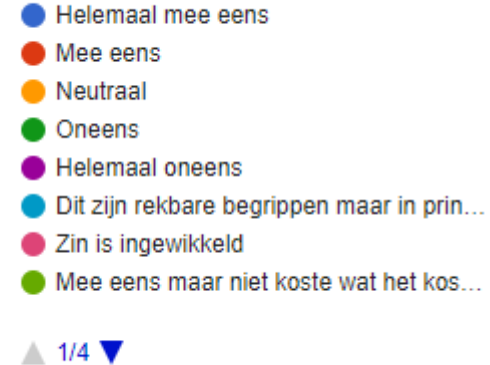 Helemaal mee eens
Mee eens
Neutraal
Oneens
Helemaal oneens
Dit zijn rekbare begrippen maar in prin...
Zin is ingewikkeld
Mee eens maar niet koste wat het kos...
1/4